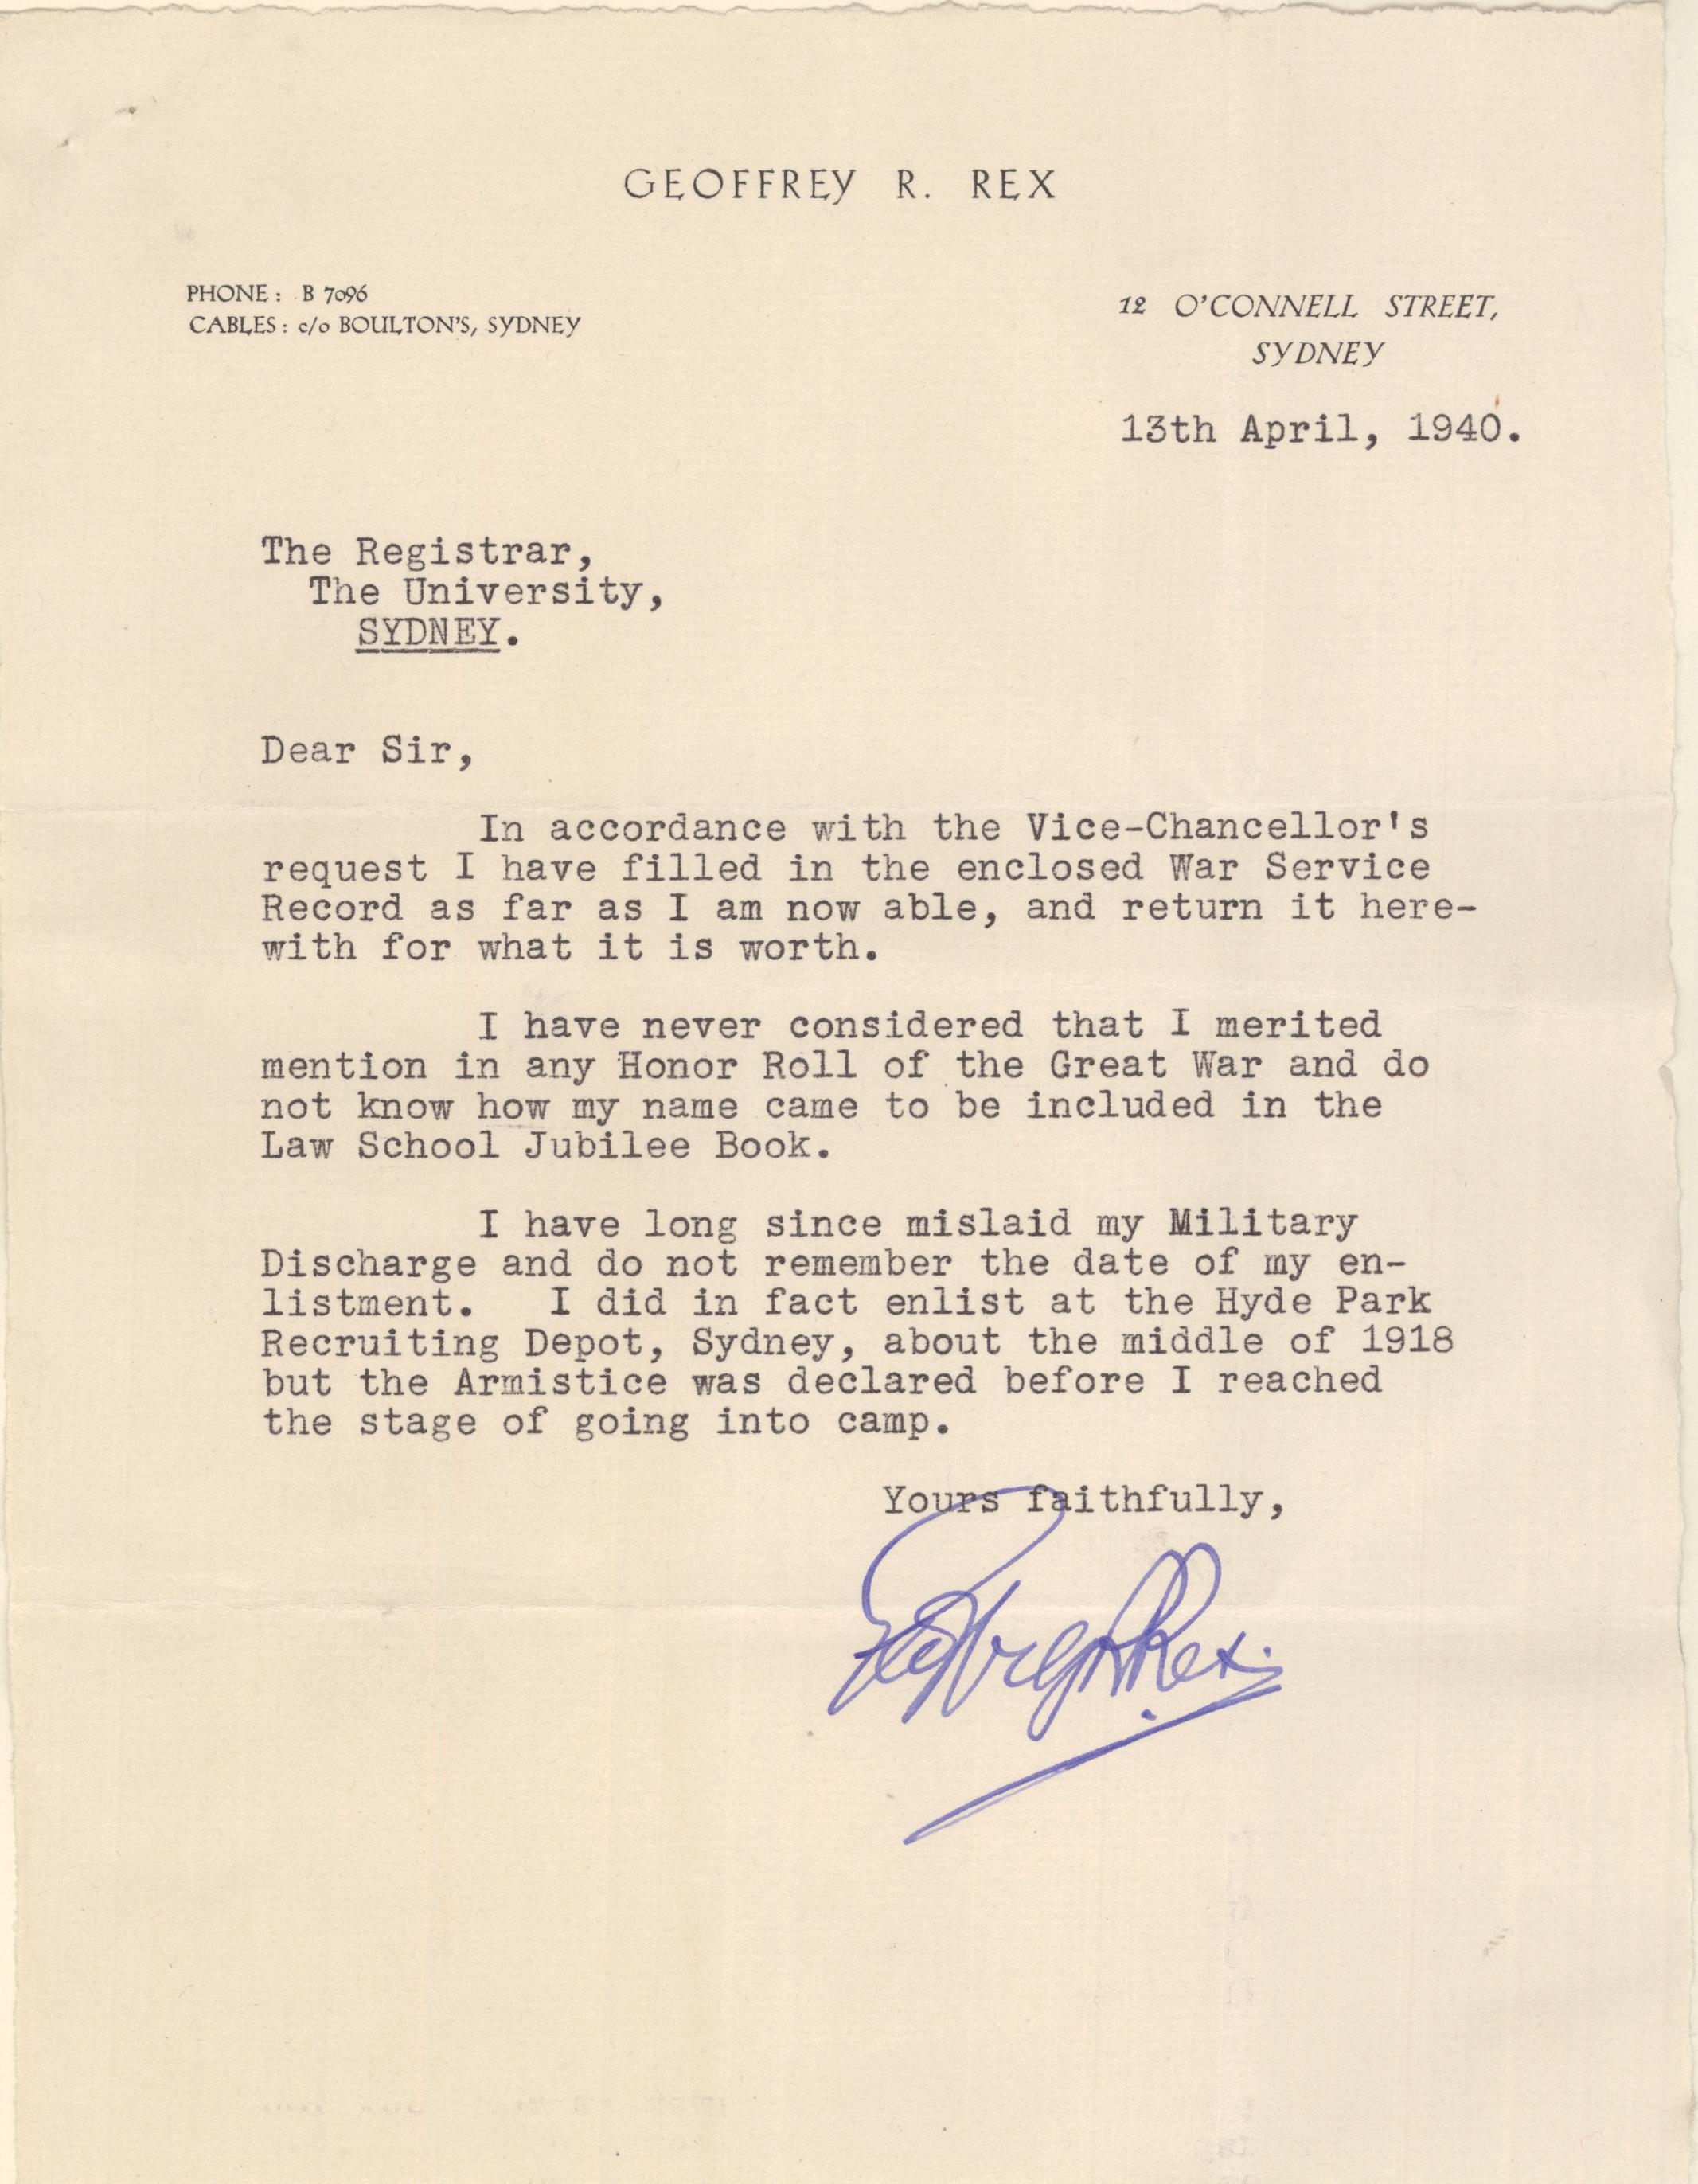 GEOFFREY R. REX
PHONE: B 7096
CABLES: c/o BOULTON'S, SYDNEY
12 O'CONNELL STREET,
SYDNEY
13th April, 1940.
The Registrar,
The University,
SYDNEY.
Dear Sir,
In accordance with the Vice-Chancellor's
request I have filled in the enclosed War Service
Record as far as I am now able, and return it here-
with for what it is worth.
I have never considered that I merited
mention in any Honor Roll of the Great War and do
not know how my name came to be included in the
Law School Jubilee Book.
I have long since mislaid my Military
Discharge and do not remember the date of my en-
listment. I did in fact enlist at the Hyde Park
Recruiting Depot, Sydney, about the middle of 1918
but the Armistice was declared before I reached
the stage of going into camp.
Yours faithfully,
Geoffrey R Rex.